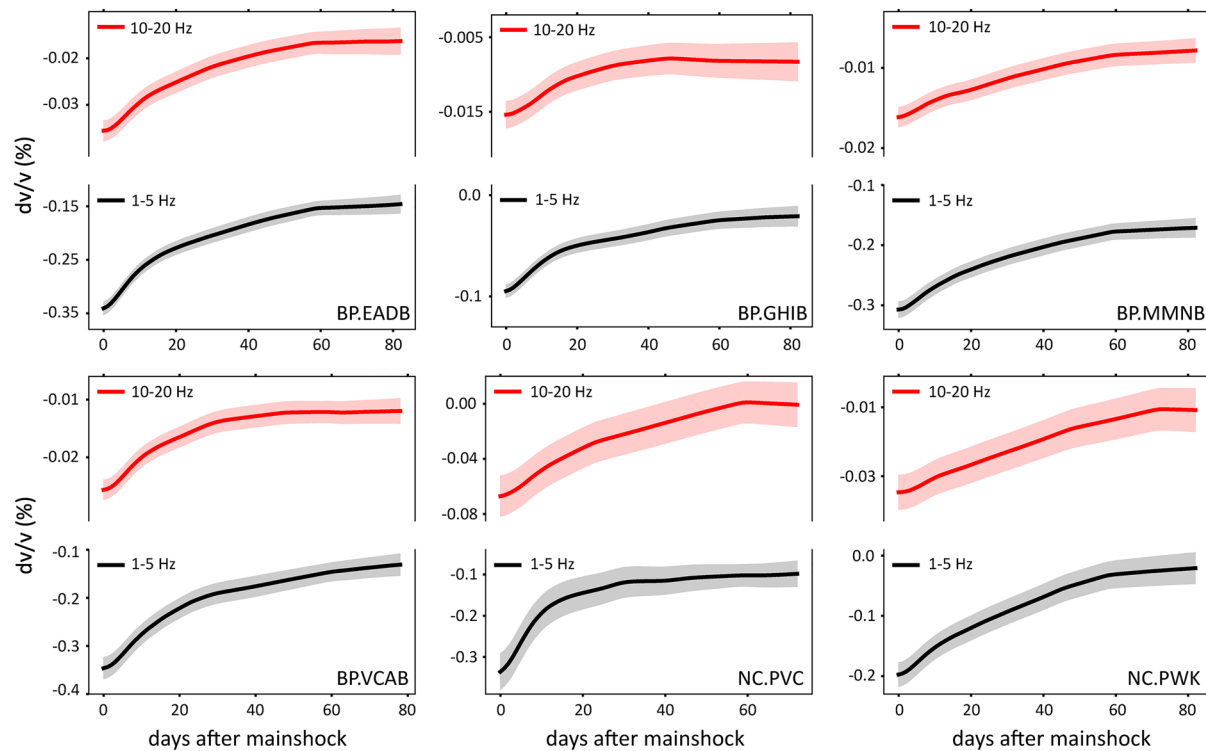 10-20 Hz
-0.02
-0.03
1-5 Hz
-0.15
-0.25
-0.35
BP.EADB
0 20 40 60 80
10-20 Hz
-0.005
-0.015
1-5 Hz
0.0
-0.1
BP.GHIB
0 20 40 60 80
10-20 Hz
-0.01
-0.02
1-5 Hz
-0.1
-0.2
-0.3
BP.MMNB
0 20 40 60 80
dv/v (%)
10-20 Hz
-0.01
-0.02
1-5 Hz
-0.1
-0.2
-0.3
-0.4
BP.VCAB
0 20 40 60 80
days after mainshock
10-20 Hz
0.00
-0.04
-0.08
1-5 Hz
-0.1
-0.3
NC.PVC
0 20 40 60 80
days after mainshock
10-20 Hz
-0.01
-0.03
1-5 Hz
0.0
-0.1
-0.2
NC.PWK
0 20 40 60 80
days after mainshock
dv/v (%)